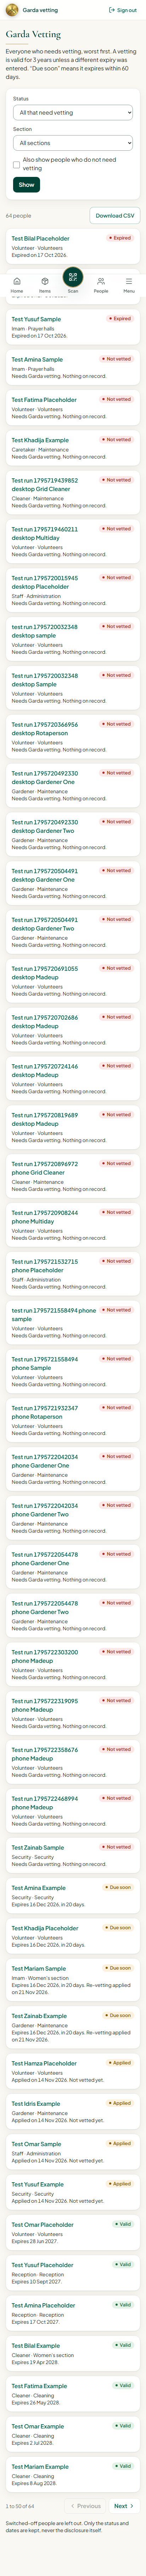 Garda vetting
Sign out
Garda Vetting
Everyone who needs vetting, worst first. A vetting
is valid for 3 years unless a different expiry was
entered. "Due soon" means it expires within 60
days.
Status
All that need vetting
Section
All sections
Also show people who do not need
vetting
Show
64 people
Download CSV
Test Bilal Placeholder
Expired
Volunteer · Volunteers
Expired on 17 Oct 2026.
Home
Items
Scan
People
Menu
Test Yusuf Sample
Expired
Imam · Prayer halls
Expired on 17 Oct 2026.
Test Amina Sample
Not vetted
Imam · Prayer halls
Needs Garda vetting. Nothing on record.
Test Fatima Placeholder
Not vetted
Volunteer · Volunteers
Needs Garda vetting. Nothing on record.
Test Khadija Example
Not vetted
Caretaker · Maintenance
Needs Garda vetting. Nothing on record.
Test run 1795719439852
desktop Grid Cleaner
Not vetted
Cleaner · Maintenance
Needs Garda vetting. Nothing on record.
Test run 1795719460211
desktop Multiday
Not vetted
Volunteer · Volunteers
Needs Garda vetting. Nothing on record.
Test run 1795720015945
desktop Placeholder
Not vetted
Staff · Administration
Needs Garda vetting. Nothing on record.
test run 1795720032348
desktop sample
Not vetted
Volunteer · Volunteers
Needs Garda vetting. Nothing on record.
Test run 1795720032348
desktop Sample
Not vetted
Volunteer · Volunteers
Needs Garda vetting. Nothing on record.
Test run 1795720366956
desktop Rotaperson
Not vetted
Volunteer · Volunteers
Needs Garda vetting. Nothing on record.
Test run 1795720492330
desktop Gardener One
Not vetted
Gardener · Maintenance
Needs Garda vetting. Nothing on record.
Test run 1795720492330
desktop Gardener Two
Not vetted
Gardener · Maintenance
Needs Garda vetting. Nothing on record.
Test run 1795720504491
desktop Gardener One
Not vetted
Gardener · Maintenance
Needs Garda vetting. Nothing on record.
Test run 1795720504491
desktop Gardener Two
Not vetted
Gardener · Maintenance
Needs Garda vetting. Nothing on record.
Test run 1795720691055
desktop Madeup
Not vetted
Volunteer · Volunteers
Needs Garda vetting. Nothing on record.
Test run 1795720702686
desktop Madeup
Not vetted
Volunteer · Volunteers
Needs Garda vetting. Nothing on record.
Test run 1795720724146
desktop Madeup
Not vetted
Volunteer · Volunteers
Needs Garda vetting. Nothing on record.
Test run 1795720819689
desktop Madeup
Not vetted
Volunteer · Volunteers
Needs Garda vetting. Nothing on record.
Test run 1795720896972
phone Grid Cleaner
Not vetted
Cleaner · Maintenance
Needs Garda vetting. Nothing on record.
Test run 1795720908244
phone Multiday
Not vetted
Volunteer · Volunteers
Needs Garda vetting. Nothing on record.
Test run 1795721532715
phone Placeholder
Not vetted
Staff · Administration
Needs Garda vetting. Nothing on record.
test run 1795721558494 phone
sample
Not vetted
Volunteer · Volunteers
Needs Garda vetting. Nothing on record.
Test run 1795721558494
phone Sample
Not vetted
Volunteer · Volunteers
Needs Garda vetting. Nothing on record.
Test run 1795721932347
phone Rotaperson
Not vetted
Volunteer · Volunteers
Needs Garda vetting. Nothing on record.
Test run 1795722042034
phone Gardener One
Not vetted
Gardener · Maintenance
Needs Garda vetting. Nothing on record.
Test run 1795722042034
phone Gardener Two
Not vetted
Gardener · Maintenance
Needs Garda vetting. Nothing on record.
Test run 1795722054478
phone Gardener One
Not vetted
Gardener · Maintenance
Needs Garda vetting. Nothing on record.
Test run 1795722054478
phone Gardener Two
Not vetted
Gardener · Maintenance
Needs Garda vetting. Nothing on record.
Test run 1795722303200
phone Madeup
Not vetted
Volunteer · Volunteers
Needs Garda vetting. Nothing on record.
Test run 1795722319095
phone Madeup
Not vetted
Volunteer · Volunteers
Needs Garda vetting. Nothing on record.
Test run 1795722358676
phone Madeup
Not vetted
Volunteer · Volunteers
Needs Garda vetting. Nothing on record.
Test run 1795722468994
phone Madeup
Not vetted
Volunteer · Volunteers
Needs Garda vetting. Nothing on record.
Test Zainab Sample
Not vetted
Security · Security
Needs Garda vetting. Nothing on record.
Test Amina Example
Due soon
Security · Security
Expires 16 Dec 2026, in 20 days.
Test Khadija Placeholder
Due soon
Volunteer · Volunteers
Expires 16 Dec 2026, in 20 days.
Test Mariam Sample
Due soon
Imam · Women's section
Expires 16 Dec 2026, in 20 days. Re-vetting applied
on 21 Nov 2026.
Test Zainab Example
Due soon
Gardener · Maintenance
Expires 16 Dec 2026, in 20 days. Re-vetting applied
on 21 Nov 2026.
Test Hamza Placeholder
Applied
Volunteer · Volunteers
Applied on 14 Nov 2026. Not vetted yet.
Test Idris Example
Applied
Gardener · Maintenance
Applied on 14 Nov 2026. Not vetted yet.
Test Omar Sample
Applied
Staff · Administration
Applied on 14 Nov 2026. Not vetted yet.
Test Yusuf Example
Applied
Security · Security
Applied on 14 Nov 2026. Not vetted yet.
Test Omar Placeholder
Valid
Volunteer · Volunteers
Expires 28 Jun 2027.
Test Yusuf Placeholder
Valid
Reception · Reception
Expires 10 Sept 2027.
Test Amina Placeholder
Valid
Reception · Reception
Expires 17 Oct 2027.
Test Bilal Example
Valid
Cleaner · Women's section
Expires 19 Apr 2028.
Test Fatima Example
Valid
Cleaner · Cleaning
Expires 26 May 2028.
Test Omar Example
Valid
Cleaner · Cleaning
Expires 2 Jul 2028.
Test Mariam Example
Valid
Cleaner · Cleaning
Expires 8 Aug 2028.
1 to 50 of 64
Previous
Next
Switched-off people are left out. Only the status and
dates are kept, never the disclosure itself.